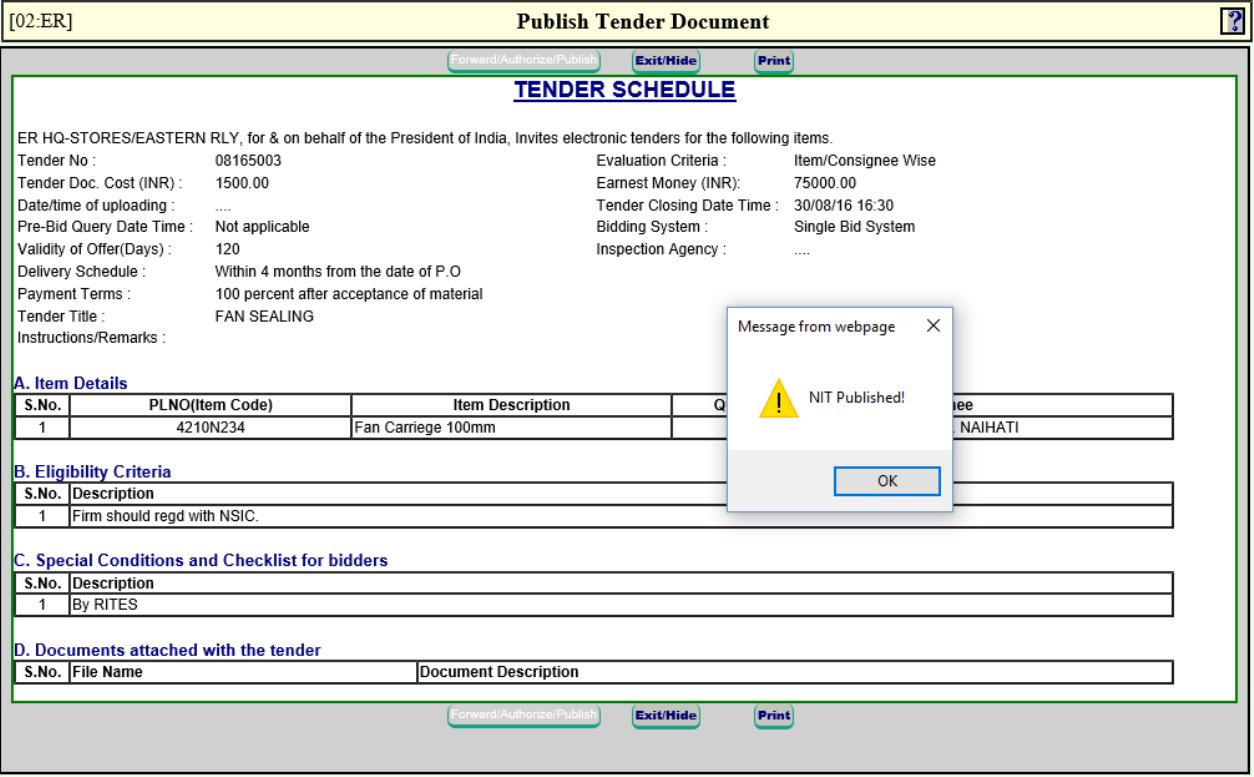 [02:ER] Publish Tender Document ?
Forward/Authorize/Publish Exit/Hide Print
TENDER SCHEDULE
ER HQ-STORES/EASTERN RLY, for & on behalf of the President of India, Invites electronic tenders for the following items.
Tender No : 08165003 Evaluation Criteria : Item/Consignee Wise
Tender Doc. Cost (INR) : 1500.00 Earnest Money (INR): 75000.00
Date/time of uploading : .... Tender Closing Date Time : 30/08/16 16:30
Pre-Bid Query Date Time : Not applicable Bidding System : Single Bid System
Validity of Offer(Days) : 120 Inspection Agency : ....
Delivery Schedule : Within 4 months from the date of P.O
Payment Terms : 100 percent after acceptance of material
Tender Title : FAN SEALING
Instructions/Remarks :
Message from webpage
NIT Published!
OK
A. Item Details
S.No. PLNO(Item Code) Item Description Q nee
1 4210N234 Fan Carriege 100mm NAIHATI
B. Eligibility Criteria
S.No. Description
1 Firm should regd with NSIC.
C. Special Conditions and Checklist for bidders
S.No. Description
1 By RITES
D. Documents attached with the tender
S.No. File Name Document Description
Forward/Authorize/Publish Exit/Hide Print